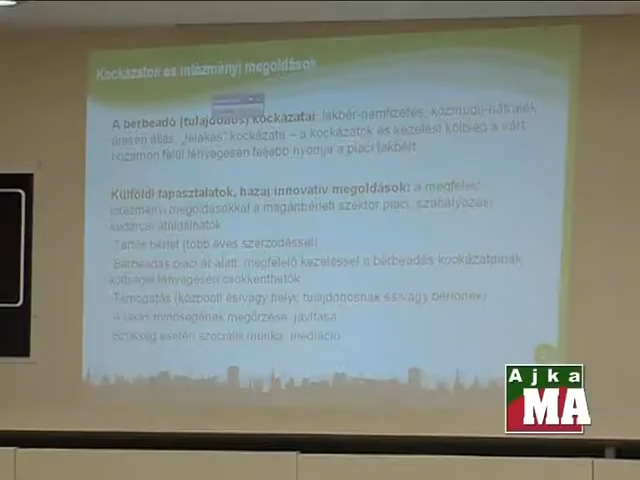 Kockázatok és intézményi megoldások
A bérbeadó (tulajdonos) kockázatai: lakbér-nemfizetés, közműdíj-hátralék
üresen állás, „lelakás” kockázata – a kockázatok és kezelési költség a várt
hozamon felül lényegesen feljebb nyomja a piaci lakbért
Külföldi tapasztalatok, hazai innovatív megoldások: a megfelelő
intézményi megoldásokkal a magánbérleti szektor piaci, szabályozási
kudarcai áthidalhatók
Tartós bérlet (több éves szerződéssel)
Bérbeadás piaci ár alatt: megfelelő kezeléssel a bérbeadás kockázatainak
költségei lényegesen csökkenthetők
Támogatás (központi és/vagy helyi, tulajdonosnak és/vagy bérlőnek)
A lakás minőségének megőrzése, javítása
Szükség esetén szociális munka, mediáció
Ajka
MA